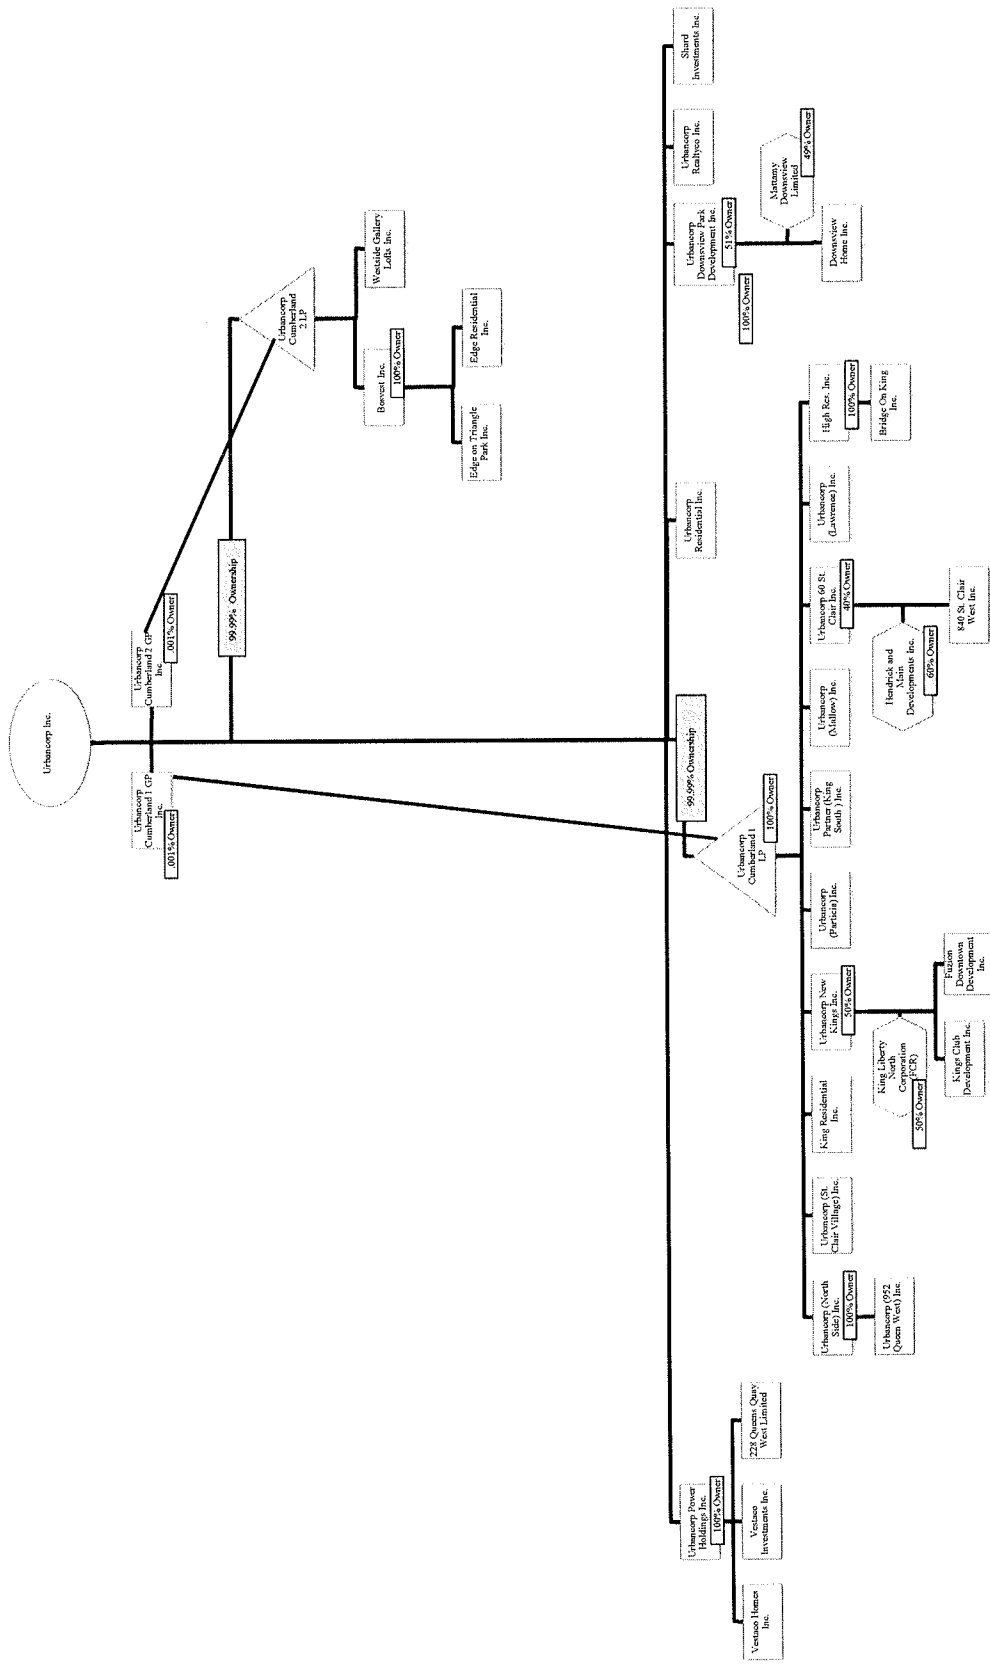 Urbancorp Inc.
Urbancorp
Cumberland 1 GP
Inc.
.001% Owner
Urbancorp
Cumberland 2 GP
Inc.
.001% Owner
99.99% Ownership
Urbancorp
Cumberland
2 LP
Bosvest Inc.
100% Owner
Westside Gallery
Lofts Inc.
Edge on Triangle
Park Inc.
Edge Residential
Inc.
Urbancorp Power
Holdings Inc.
100% Owner
Vestaco Homes
Inc.
Vestaco
Investments Inc.
228 Queens Quay
West Limited
99.99% Ownership
Urbancorp
Cumberland 1
LP
100% Owner
Urbancorp
Residential Inc.
Urbancorp
Downsview Park
Development Inc.
51% Owner
100% Owner
Mattamy
Downsview
Limited
49% Owner
Downsview
Home Inc.
Urbancorp
Realtyco Inc.
Shard
Investments Inc.
Urbancorp (North
Side) Inc.
100% Owner
Urbancorp (952
Queen West) Inc.
Urbancorp (St.
Clair Village) Inc.
King Residential
Inc.
Urbancorp New
Kings Inc.
50% Owner
King Liberty
North
Corporation
(FCR)
50% Owner
Kings Club
Development Inc.
Fuzion
Downtown
Development
Inc.
Urbancorp
(Particia) Inc.
Urbancorp
Partner (King
South ) Inc.
Urbancorp
(Mallow) Inc.
Urbancorp 60 St.
Clair Inc.
40% Owner
Hendrick and
Main
Developments Inc.
60% Owner
840 St. Clair
West Inc.
Urbancorp
(Lawrence) Inc.
High Res. Inc.
100% Owner
Bridge On King
Inc.